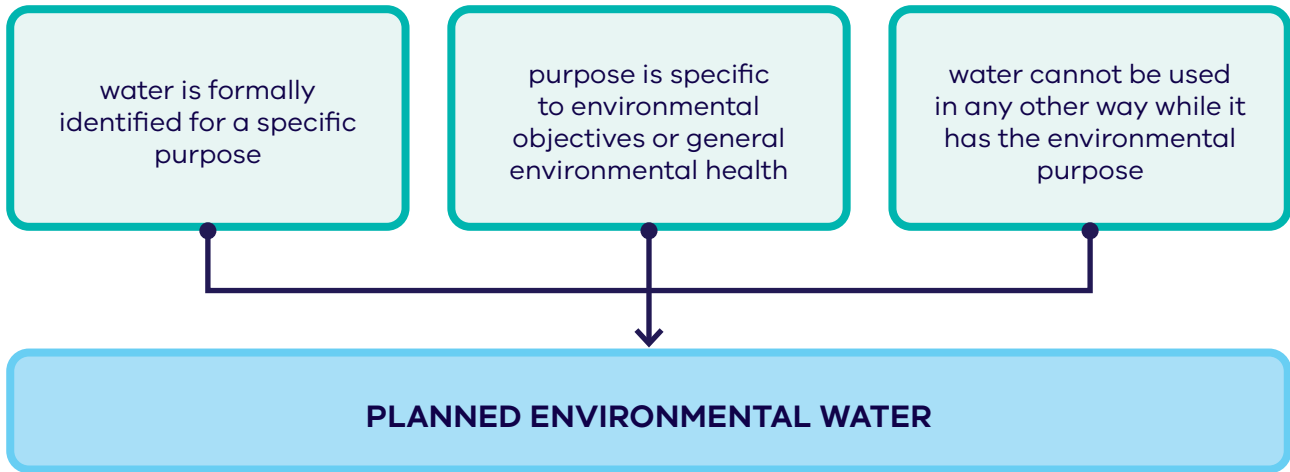 water is formally
identified for a specific
purpose
purpose is specific
to environmental
objectives or general
environmental health
water cannot be used
in any other way while it
has the environmental
purpose
PLANNED ENVIRONMENTAL WATER